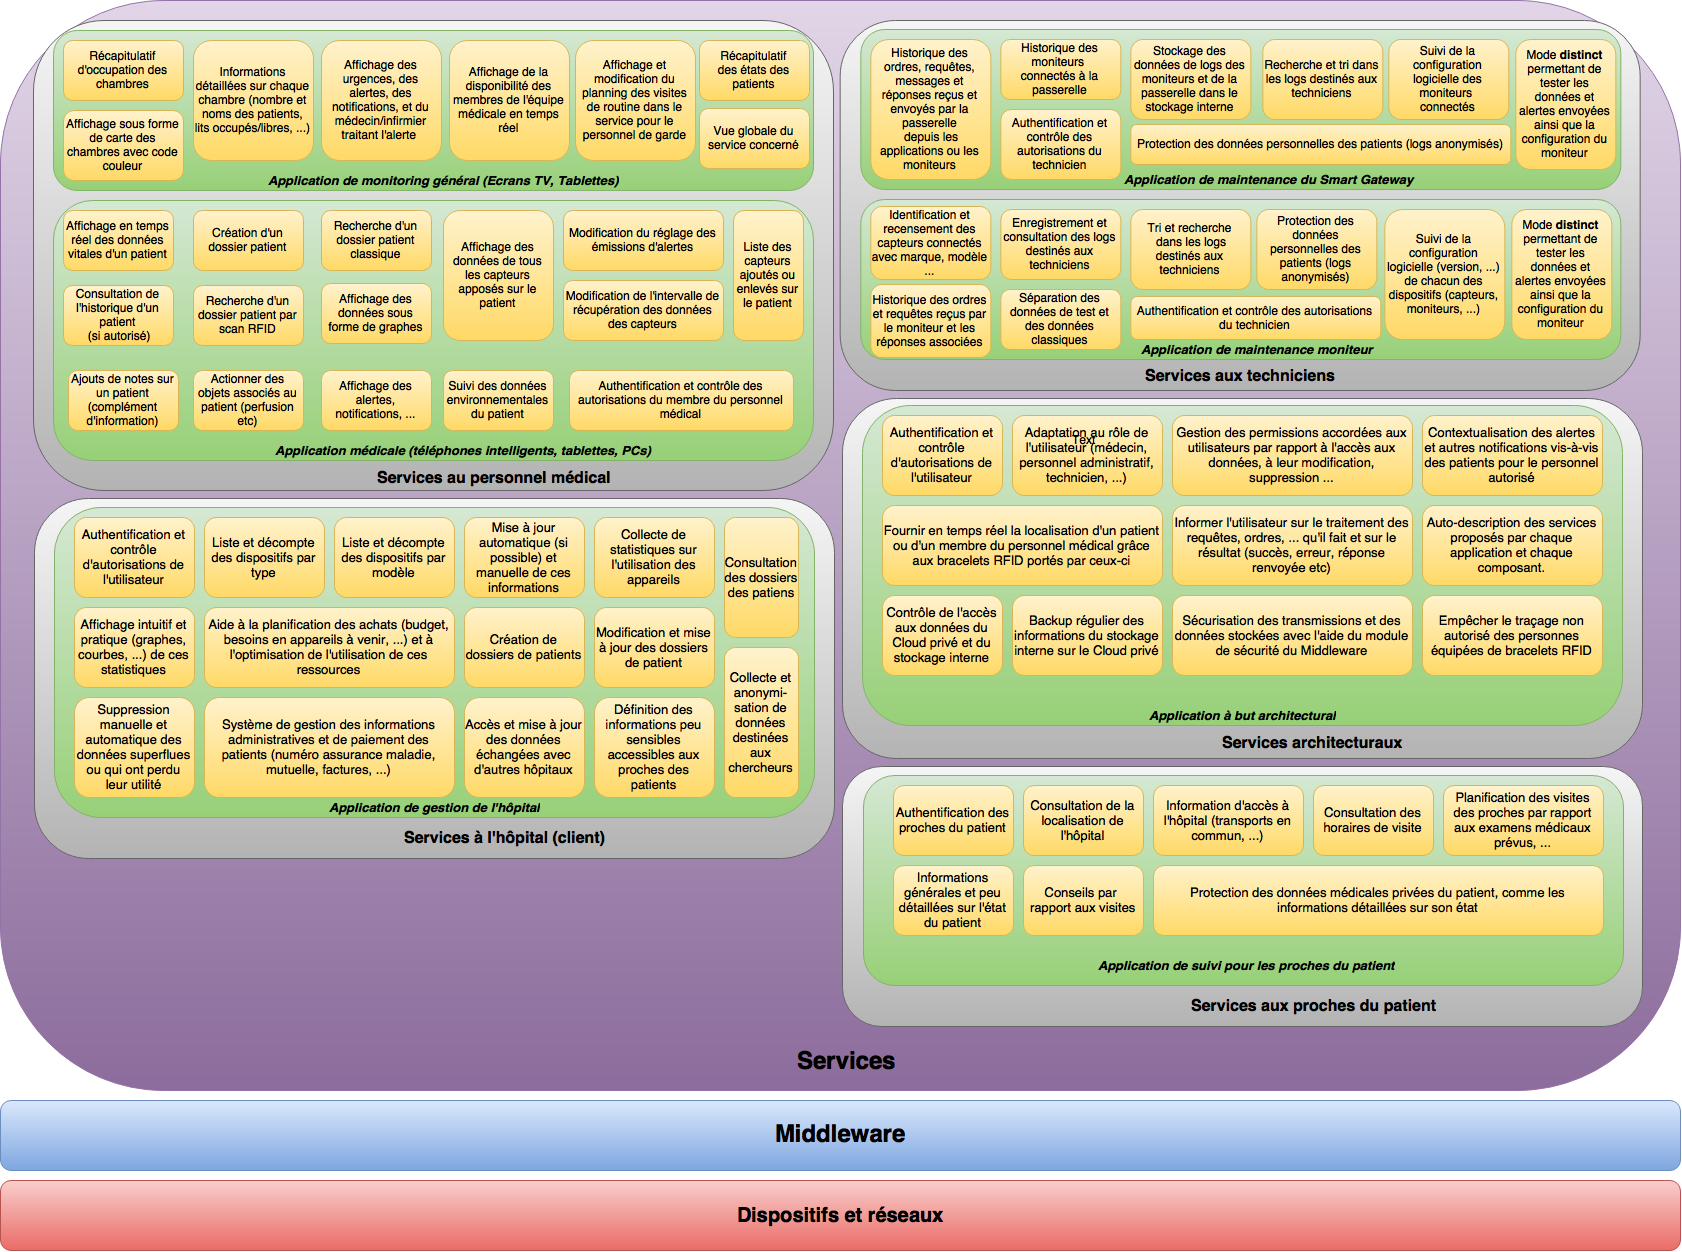 Récapitulatif
d'occupation des
chambres
Informations
détaillées sur chaque
chambre (nombre et
noms des patients,
lits occupés/libres, ...)
Affichage des
urgences, des
alertes, des
notifications, et du
médecin/infirmier
traitant l'alerte
Affichage de la
disponibilité des
membres de l'équipe
médicale en temps
réel
Affichage et
modification du
planning des visites
de routine dans le
service pour le
personnel de garde
Récapitulatif
des états des
patients
Affichage sous forme
de carte des
chambres avec code
couleur
Vue globale du
service concerné
Application de monitoring général (Ecrans TV, Tablettes)
Affichage en temps
réel des données
vitales d'un patient
Création d'un
dossier patient
Recherche d'un
dossier patient
classique
Affichage des
données de tous
les capteurs
apposés sur le
patient
Modification du réglage des
émissions d'alertes
Liste des
capteurs
ajoutés ou
enlevés sur
le patient
Consultation de
l'historique d'un
patient
(si autorisé)
Recherche d'un
dossier patient par
scan RFID
Affichage des
données sous
forme de graphes
Modification de l'intervalle de
récupération des données
des capteurs
Ajouts de notes sur
un patient
(complément
d'information)
Actionner des
objets associés au
patient (perfusion
etc)
Affichage des
alertes,
notifications, ...
Suivi des données
environnementales
du patient
Authentification et contrôle des
autorisations du membre du personnel
médical
Application médicale (téléphones intelligents, tablettes, PCs)
Services au personnel médical
Historique des
ordres, requêtes,
messages et
réponses reçus et
envoyés par la
passerelle
depuis les
applications ou les
moniteurs
Historique des
moniteurs
connectés à la
passerelle
Stockage des
données de logs des
moniteurs et de la
passerelle dans le
stockage interne
Recherche et tri dans
les logs destinés aux
techniciens
Suivi de la
configuration
logicielle des
moniteurs
connectés
Mode distinct
permettant de
tester les
données et
alertes envoyées
ainsi que la
configuration du
moniteur
Authentification et
contrôle des
autorisations du
technicien
Protection des données personnelles des patients (logs anonymisés)
Application de maintenance du Smart Gateway
Identification et
recensement des
capteurs connectés
avec marque, modèle
...
Enregistrement et
consultation des logs
destinés aux
techniciens
Tri et recherche
dans les logs
destinés aux
techniciens
Protection des
données
personnelles des
patients (logs
anonymisés)
Suivi de la
configuration
logicielle (version, ...)
de chacun des
dispositifs (capteurs,
moniteurs, ...)
Mode distinct
permettant de
tester les
données et
alertes envoyées
ainsi que la
configuration du
moniteur
Historique des ordres
et requêtes reçus par
le moniteur et les
réponses associées
Séparation des
données de test et
des données
classiques
Authentification et contrôle des autorisations
du technicien
Application de maintenance moniteur
Services aux techniciens
Authentification et
contrôle
d'autorisations de
l'utilisateur
Liste et décompte
des dispositifs par
type
Liste et décompte
des dispositifs par
modèle
Mise à jour
automatique (si
possible) et
manuelle de ces
informations
Collecte de
statistiques sur
l'utilisation des
appareils
Consultation
des dossiers
des patiens
Affichage intuitif et
pratique (graphes,
courbes, ...) de ces
statistiques
Aide à la planification des achats (budget,
besoins en appareils à venir, ...) et à
l'optimisation de l'utilisation de ces
ressources
Création de
dossiers de patients
Modification et mise
à jour des dossiers
de patient
Collecte et
anonymi-
sation de
données
destinées
aux
chercheurs
Suppression
manuelle et
automatique des
données superflues
ou qui ont perdu
leur utilité
Système de gestion des informations
administratives et de paiement des
patients (numéro assurance maladie,
mutuelle, factures, ...)
Accès et mise à jour
des données
échangées avec
d'autres hôpitaux
Définition des
informations peu
sensibles
accessibles aux
proches des
patients
Application de gestion de l'hôpital
Services à l'hôpital (client)
Authentification et
contrôle
d'autorisations de
l'utilisateur
Adaptation au rôle de
Text
l'utilisateur (médecin,
personnel administratif,
technicien, ...)
Gestion des permissions accordées aux
utilisateurs par rapport à l'accès aux
données, à leur modification,
suppression ...
Contextualisation des alertes
et autres notifications vis-à-vis
des patients pour le personnel
autorisé
Fournir en temps réel la localisation d'un patient
ou d'un membre du personnel médical grâce
aux bracelets RFID portés par ceux-ci
Informer l'utilisateur sur le traitement des
requêtes, ordres, ... qu'il fait et sur le
résultat (succès, erreur, réponse
renvoyée etc)
Auto-description des services
proposés par chaque
application et chaque
composant.
Contrôle de l'accès
aux données du
Cloud privé et du
stockage interne
Backup régulier des
informations du stockage
interne sur le Cloud privé
Sécurisation des transmissions et des
données stockées avec l'aide du module
de sécurité du Middleware
Empêcher le traçage non
autorisé des personnes
équipées de bracelets RFID
Application à but architectural
Services architecturaux
Authentification des
proches du patient
Consultation de la
localisation de
l'hôpital
Information d'accès à
l'hôpital (transports en
commun, ...)
Consultation des
horaires de visite
Planification des visites
des proches par rapport
aux examens médicaux
prévus, ...
Informations
générales et peu
détaillées sur l'état
du patient
Conseils par
rapport aux visites
Protection des données médicales privées du patient, comme les
informations détaillées sur son état
Application de suivi pour les proches du patient
Services aux proches du patient
Services
Middleware
Dispositifs et réseaux